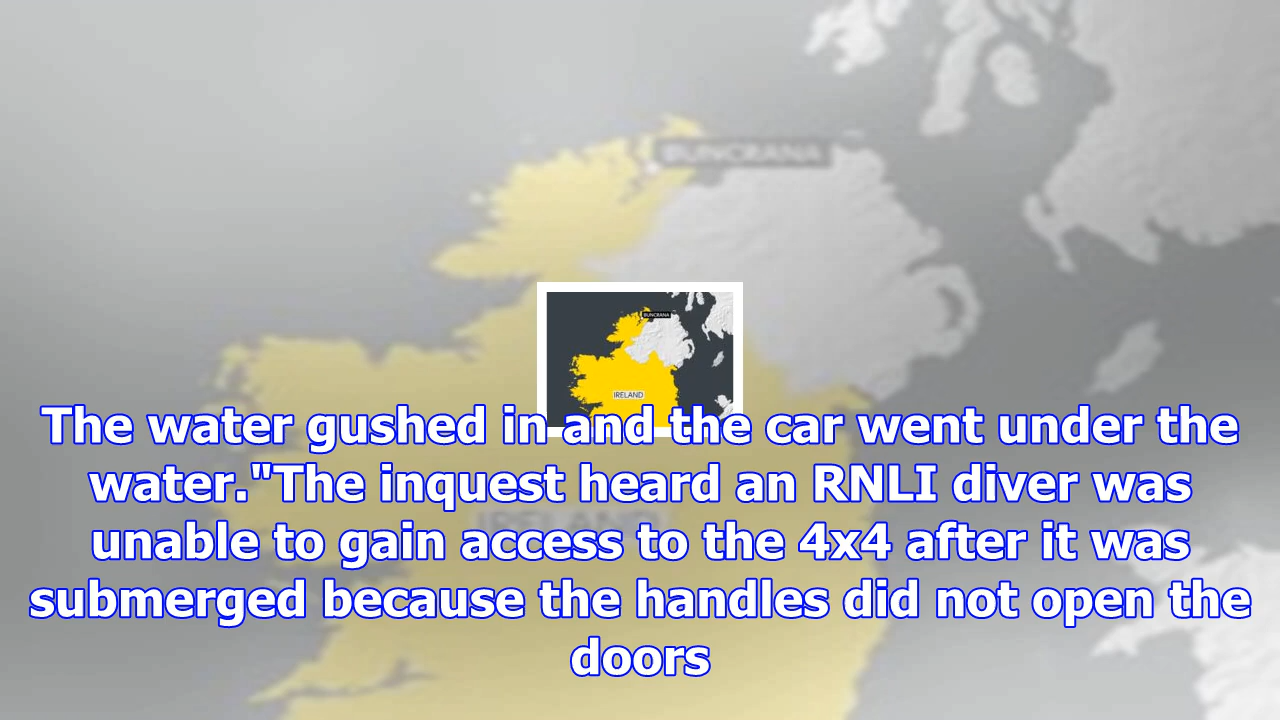 BUNCRANA
BUNCRANA
IRELAND
The water gushed in and the car went under the
water."The inquest heard an RNLI diver was
IRELAND
unable to gain access to the 4x4 after it was
submerged because the handles did not open the
doors